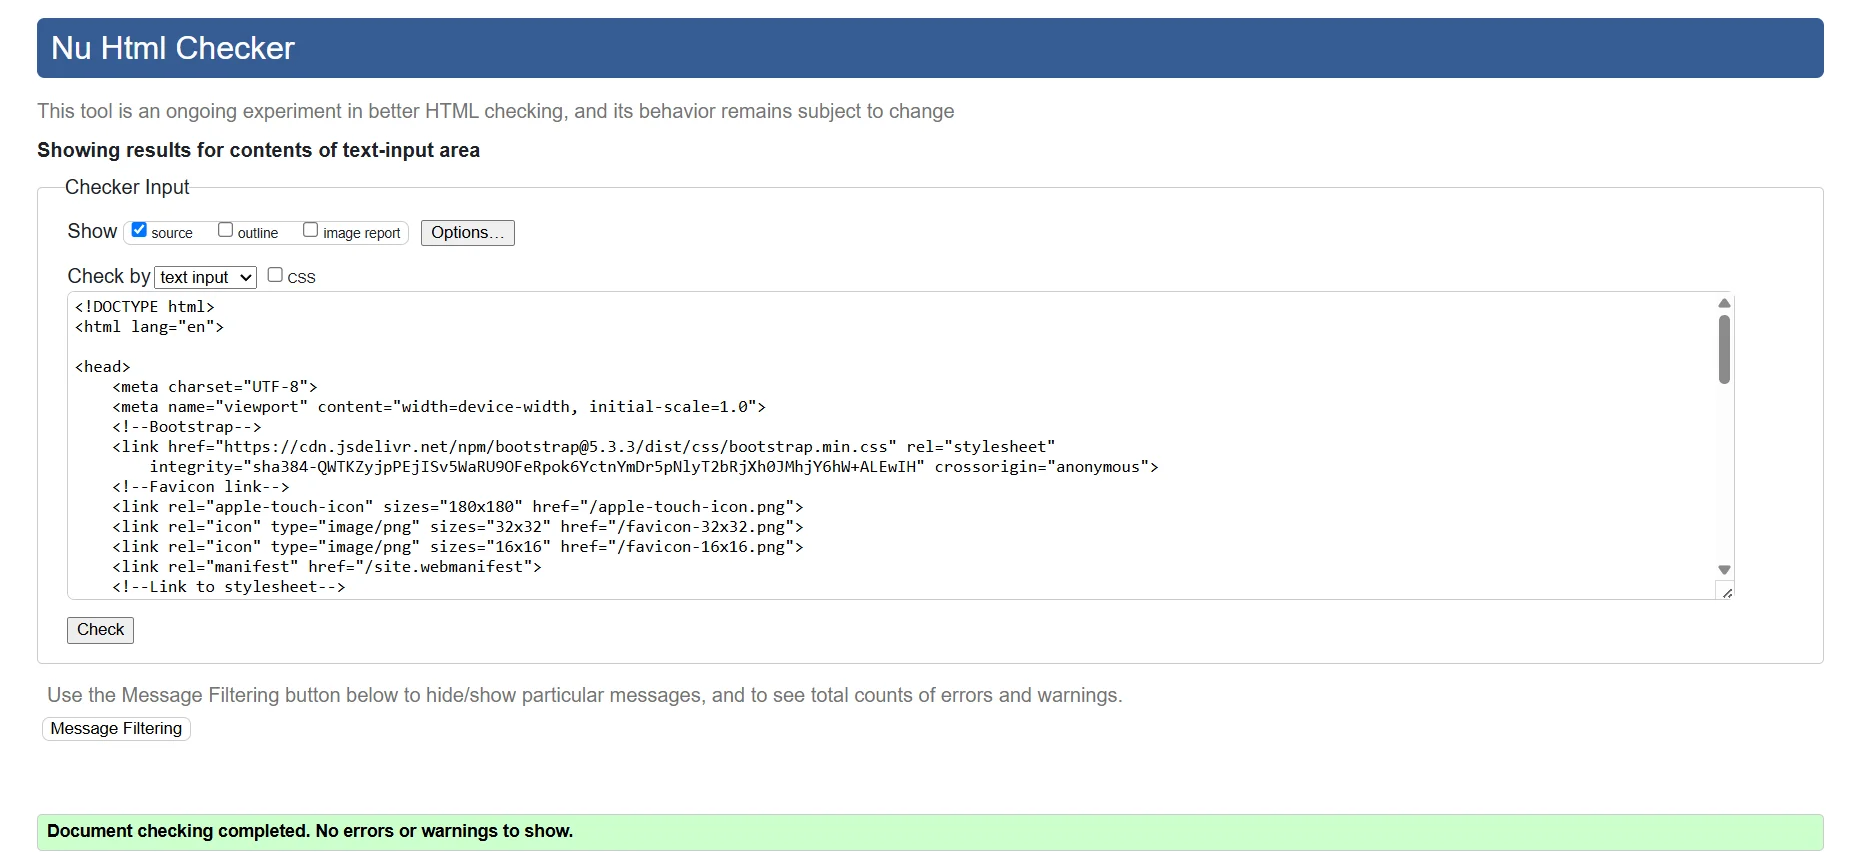 Nu Html Checker
This tool is an ongoing experiment in better HTML checking, and its behavior remains subject to change
Showing results for contents of text-input area
Checker Input
Show source outline image report Options...
Check by text input CSS
<!DOCTYPE html>
<html lang="en">
<head>
<meta charset="UTF-8">
<meta name="viewport" content="width=device-width, initial-scale=1.0">
<!--Bootstrap-->
<link href="https://cdn.jsdelivr.net/npm/bootstrap@5.3.3/dist/css/bootstrap.min.css" rel="stylesheet"
integrity="sha384-QWTKZyjpPEjISv5WaRU9OFeRpok6YctnYmDr5pNlyT2bRjXh0JMhjY6hW+ALEwIH" crossorigin="anonymous">
<!--Favicon link-->
<link rel="apple-touch-icon" sizes="180x180" href="/apple-touch-icon.png">
<link rel="icon" type="image/png" sizes="32x32" href="/favicon-32x32.png">
<link rel="icon" type="image/png" sizes="16x16" href="/favicon-16x16.png">
<link rel="manifest" href="/site.webmanifest">
<!--Link to stylesheet-->
Check
Use the Message Filtering button below to hide/show particular messages, and to see total counts of errors and warnings.
Message Filtering
Document checking completed. No errors or warnings to show.